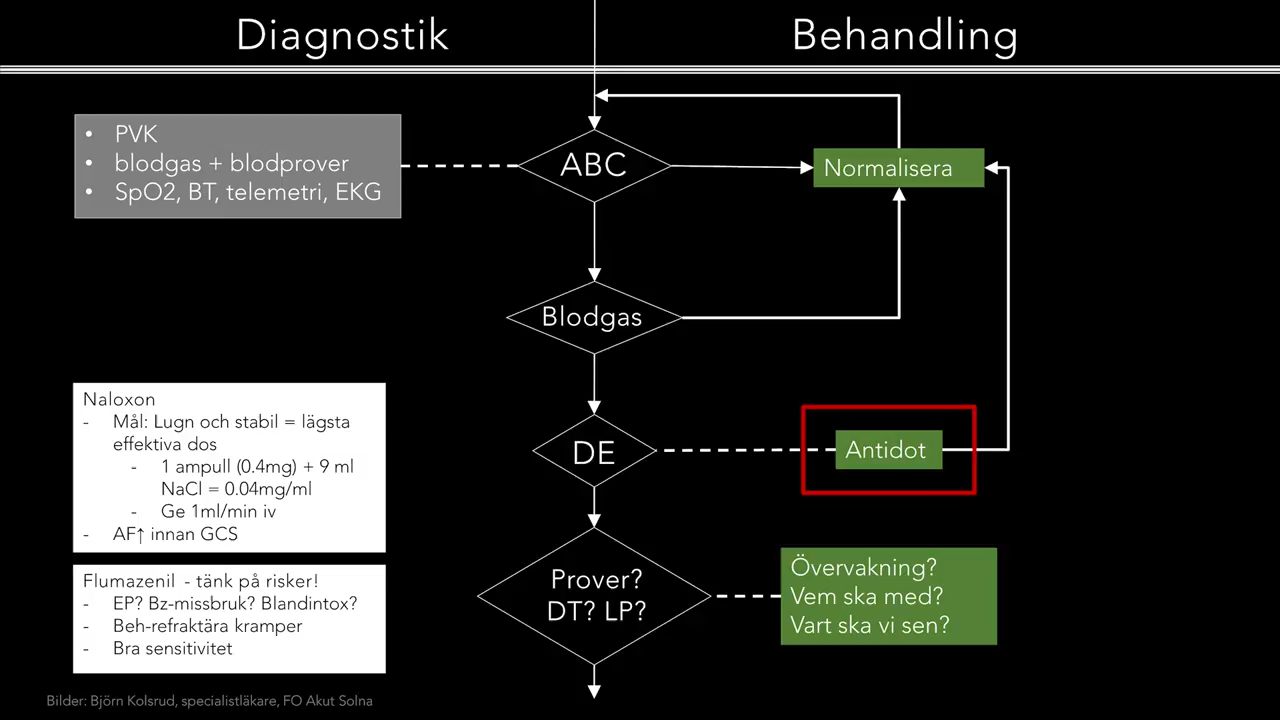 Diagnostik
Behandling
• PVK
• blodgas + blodprover
• SpO2, BT, telemetri, EKG
ABC
Normalisera
Blodgas
Naloxon
- Mål: Lugn och stabil = lägsta
effektiva dos
- 1 ampull (0.4mg) + 9 ml
NaCl = 0.04mg/ml
- Ge 1ml/min iv
- AF↑ innan GCS
DE
Antidot
Flumazenil - tänk på risker!
- EP? Bz-missbruk? Blandintox?
- Beh-refraktära kramper
- Bra sensitivitet
Prover?
DT? LP?
Övervakning?
Vem ska med?
Vart ska vi sen?
Bilder: Björn Kolsrud, specialistläkare, FO Akut Solna